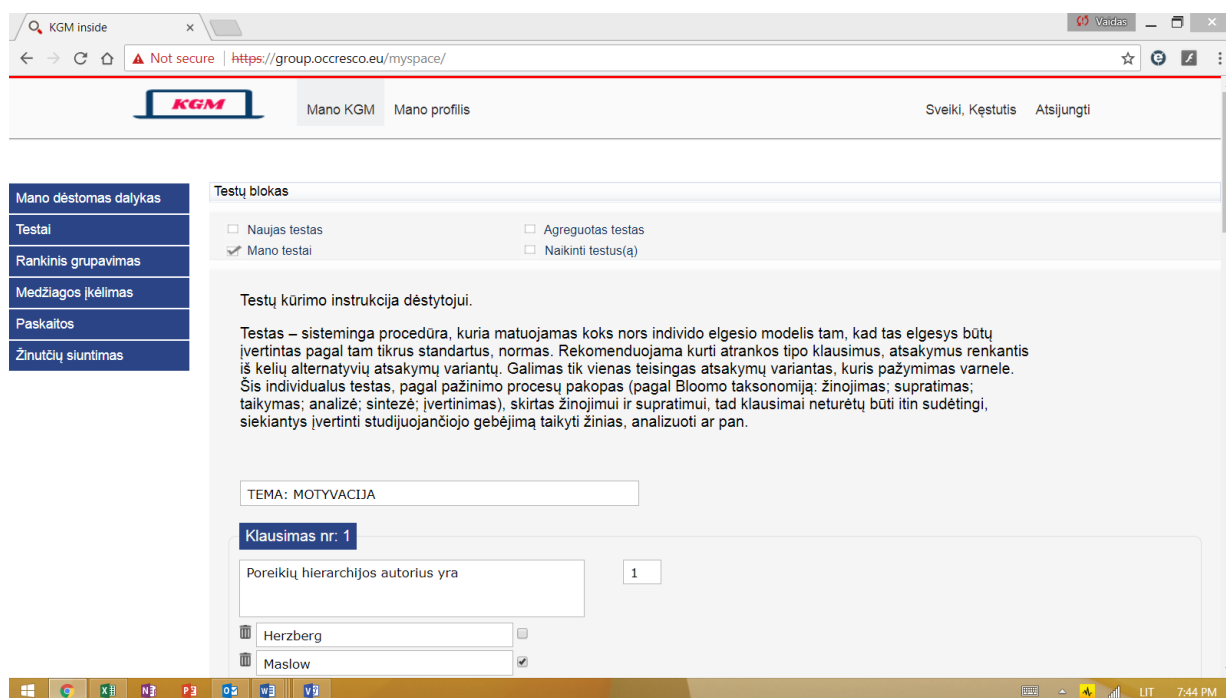 KGM inside
Vaidas
Not secure | https://group.occresco.eu/myspace/
KGM
Mano KGM
Mano profilis
Sveiki, Kęstutis
Atsijungti
Mano dėstomas dalykas
Testai
Rankinis grupavimas
Medžiagos įkėlimas
Paskaitos
Žinutčių siuntimas
Testų blokas
Naujas testas
Agreguotas testas
Mano testai
Naikinti testus(ą)
Testų kūrimo instrukcija dėstytojui.
Testas – sisteminga procedūra, kuria matuojamas koks nors individo elgesio modelis tam, kad tas elgesys būtų
įvertintas pagal tam tikrus standartus, normas. Rekomenduojama kurti atrankos tipo klausimus, atsakymus renkantis
iš kelių alternatyvių atsakymų variantų. Galimas tik vienas teisingas atsakymų variantas, kuris pažymimas varnele.
Šis individualus testas, pagal pažinimo procesų pakopas (pagal Bloomo taksonomiją: žinojimas; supratimas;
taikymas; analizė; sintezė; įvertinimas), skirtas žinojimui ir supratimui, tad klausimai neturėtų būti itin sudėtingi,
siekiantys įvertinti studijuojančiojo gebėjimą taikyti žinias, analizuoti ar pan.
TEMA: MOTYVACIJA
Klausimas nr: 1
Poreikių hierarchijos autorius yra
1
Herzberg
Maslow
LIT
7:44 PM